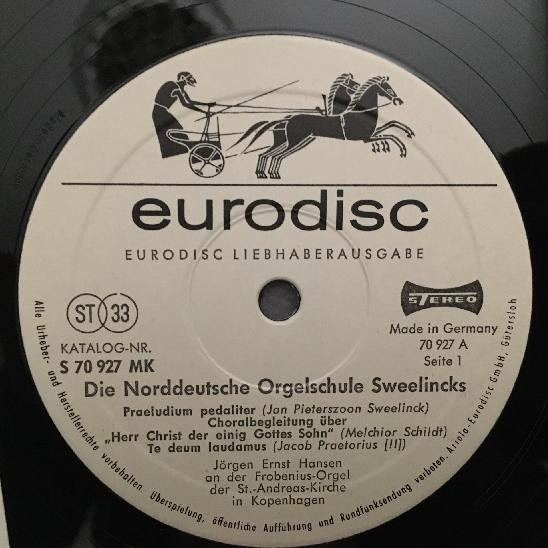 eurodisc
EURODISC LIEBHABERAUSGABE
ST 33
STEREO
KATALOG-NR.
S 70 927 MK
Made in Germany
70 927 A
Seite 1
Die Norddeutsche Orgelschule Sweelincks
Praeludium pedaliter (Jan Pieterszoon Sweelinck)
Choralbegleitung über
„Herr Christ der einig Gottes Sohn" (Melchior Schildt)
Te deum laudamus (Jacob Praetorius [II])
Jörgen Ernst Hansen
an der Frobenius-Orgel
der St.-Andreas-Kirche
in Kopenhagen
Alle Urheber- und Herstellerrechte vorbehalten. Überspielung, öffentliche Aufführung und Rundfunksendung verboten. Ariola-Eurodisc GmbH, Gütersloh